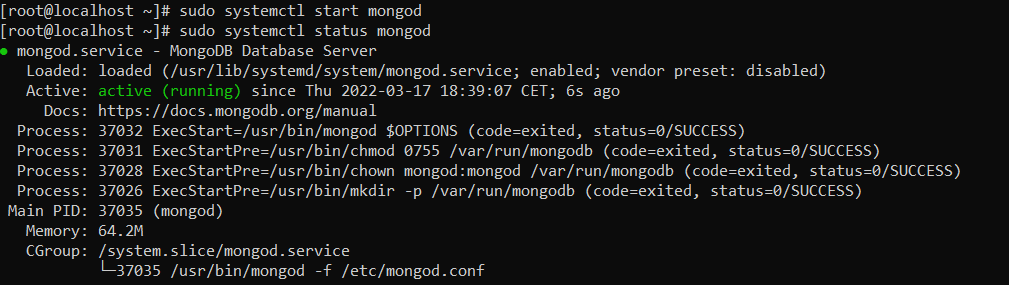 [root@localhost ~]# sudo systemctl start mongod
[root@localhost ~]# sudo systemctl status mongod
● mongod.service - MongoDB Database Server
   Loaded: loaded (/usr/lib/systemd/system/mongod.service; enabled; vendor preset: disabled)
   Active: active (running) since Thu 2022-03-17 18:39:07 CET; 6s ago
     Docs: https://docs.mongodb.org/manual
  Process: 37032 ExecStart=/usr/bin/mongod $OPTIONS (code=exited, status=0/SUCCESS)
  Process: 37031 ExecStartPre=/usr/bin/chmod 0755 /var/run/mongodb (code=exited, status=0/SUCCESS)
  Process: 37028 ExecStartPre=/usr/bin/chown mongod:mongod /var/run/mongodb (code=exited, status=0/SUCCESS)
  Process: 37026 ExecStartPre=/usr/bin/mkdir -p /var/run/mongodb (code=exited, status=0/SUCCESS)
 Main PID: 37035 (mongod)
   Memory: 64.2M
   CGroup: /system.slice/mongod.service
           └─37035 /usr/bin/mongod -f /etc/mongod.conf